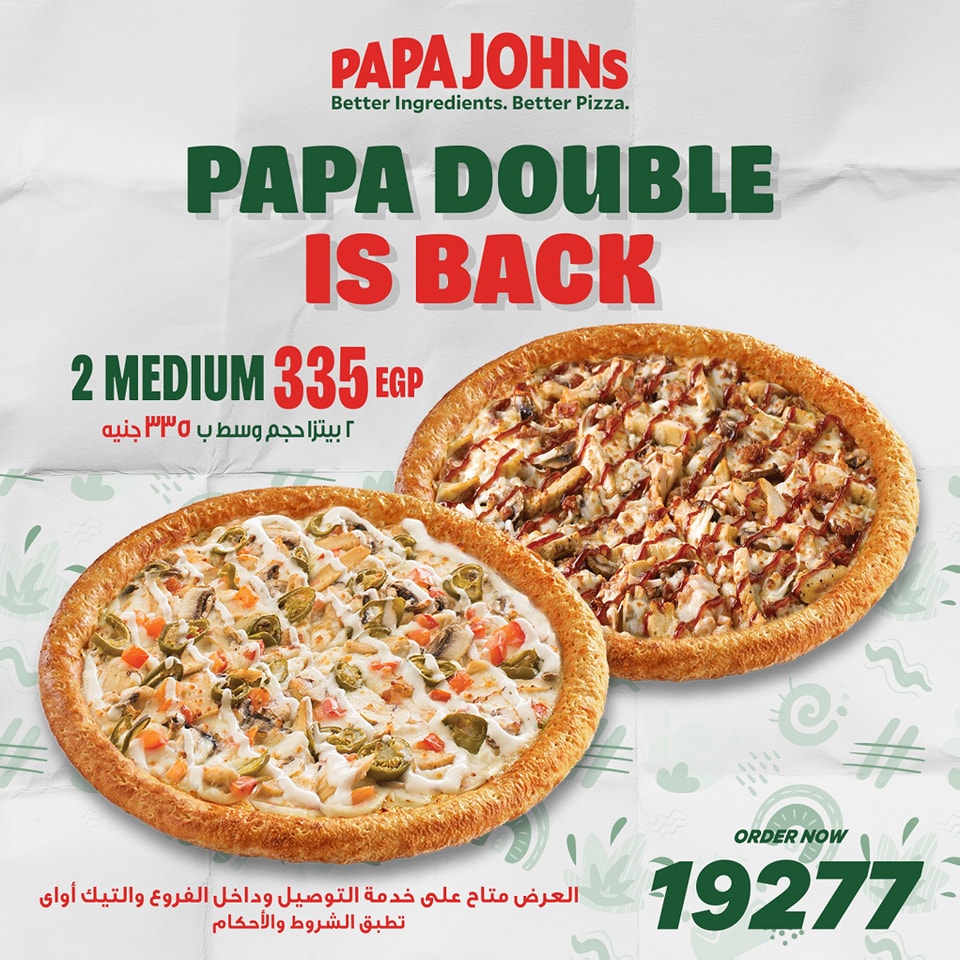 PAPA JOHNS
Better Ingredients. Better Pizza.
PAPA DOUBLE
IS BACK
2 MEDIUM 335 EGP
٢ بيتزا حجم وسط ب ٣٣٥ جنيه
ORDER NOW
19277
العرض متاح على خدمة التوصيل وداخل الفروع والتيك أواى
تطبق الشروط والأحكام